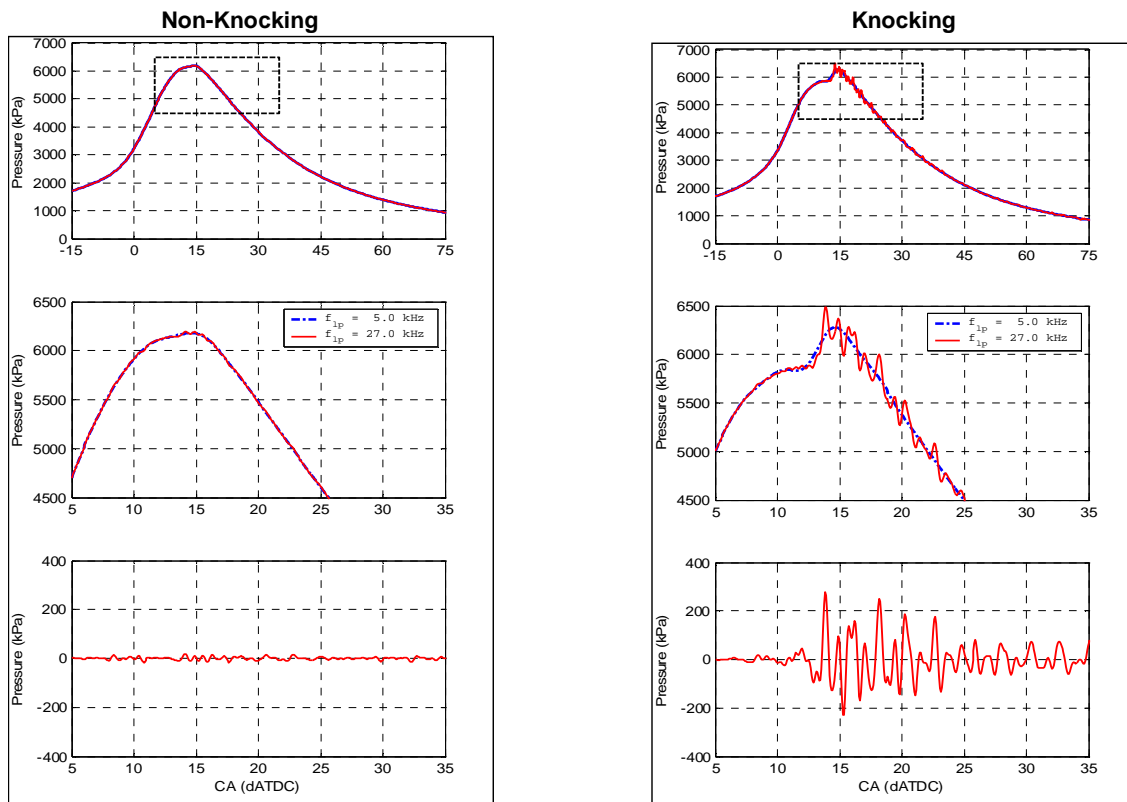 Non-Knocking
7000
6000
5000
4000
3000
2000
1000
0
Pressure (kPa)
-15 0 15 30 45 60 75
6500
6000
5500
5000
4500
Pressure (kPa)
f_lp = 5.0 kHz
f_lp = 27.0 kHz
5 10 15 20 25 30 35
400
200
0
-200
-400
Pressure (kPa)
5 10 15 20 25 30 35
CA (dATDC)
Knocking
7000
6000
5000
4000
3000
2000
1000
0
Pressure (kPa)
-15 0 15 30 45 60 75
6500
6000
5500
5000
4500
Pressure (kPa)
f_lp = 5.0 kHz
f_lp = 27.0 kHz
5 10 15 20 25 30 35
400
200
0
-200
-400
Pressure (kPa)
5 10 15 20 25 30 35
CA (dATDC)